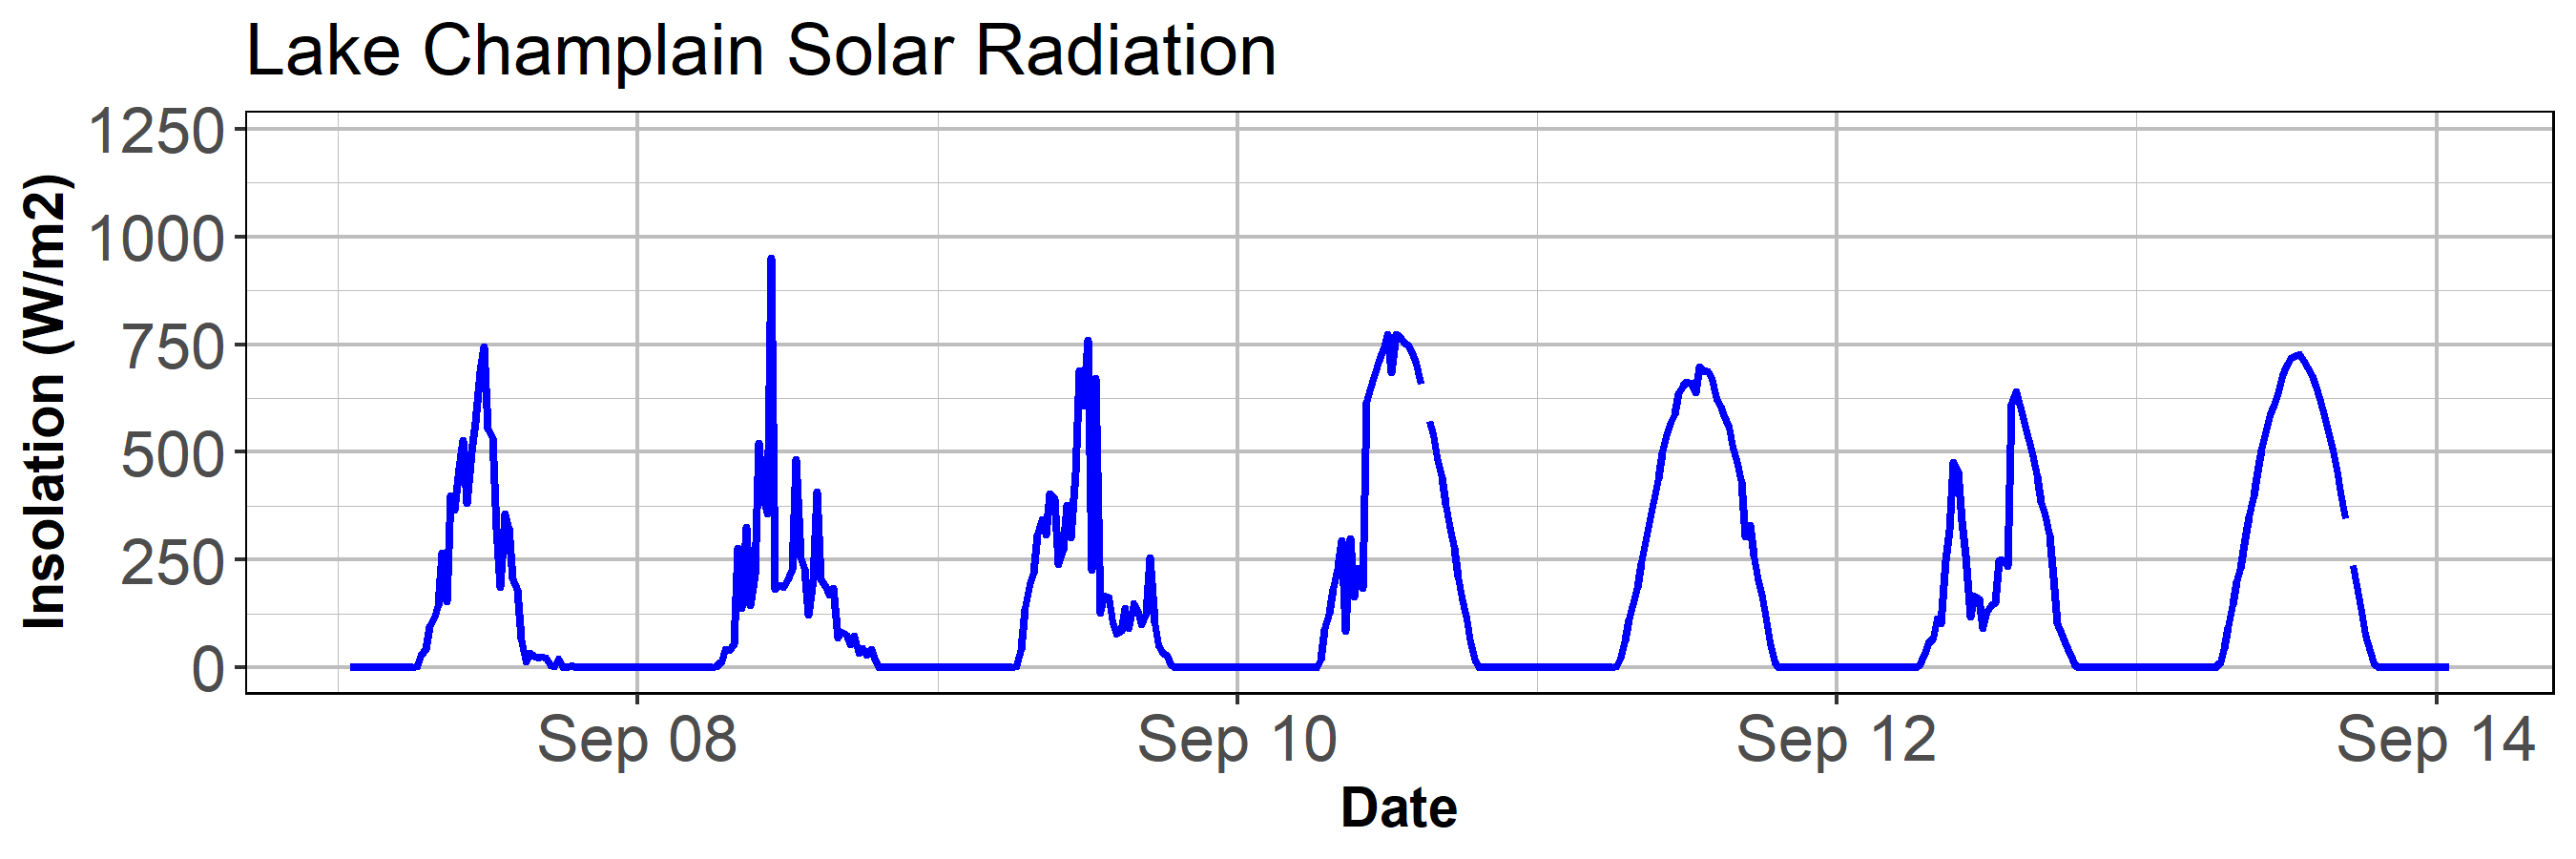 Lake Champlain Solar Radiation
1250
1000
750
500
250
0
Insolation (W/m2)
Sep 08
Sep 10
Sep 12
Sep 14
Date